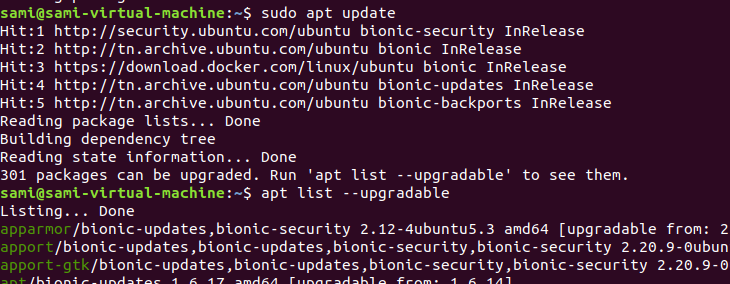 sami@sami-virtual-machine:~$ sudo apt update
Hit:1 http://security.ubuntu.com/ubuntu bionic-security InRelease
Hit:2 http://tn.archive.ubuntu.com/ubuntu bionic InRelease
Hit:3 https://download.docker.com/linux/ubuntu bionic InRelease
Hit:4 http://tn.archive.ubuntu.com/ubuntu bionic-updates InRelease
Hit:5 http://tn.archive.ubuntu.com/ubuntu bionic-backports InRelease
Reading package lists... Done
Building dependency tree
Reading state information... Done
301 packages can be upgraded. Run 'apt list --upgradable' to see them.
sami@sami-virtual-machine:~$ apt list --upgradable
Listing... Done
apparmor/bionic-updates,bionic-security 2.12-4ubuntu5.3 amd64 [upgradable from: 2
apport/bionic-updates,bionic-updates,bionic-security,bionic-security 2.20.9-0ubun
apport-gtk/bionic-updates,bionic-updates,bionic-security,bionic-security 2.20.9-0
apt/bionic-updates 1.6.17 amd64 [upgradable from: 1.6.14]